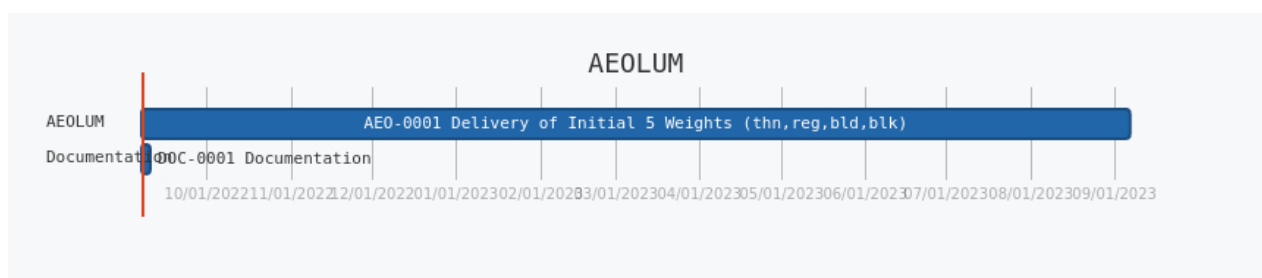 AEOLUM
AEOLUM AEO-0001 Delivery of Initial 5 Weights (thn,reg,bld,blk)
Documentation DOC-0001 Documentation
10/01/2022 11/01/2022 12/01/2022 01/01/2023 02/01/2023 03/01/2023 04/01/2023 05/01/2023 06/01/2023 07/01/2023 08/01/2023 09/01/2023